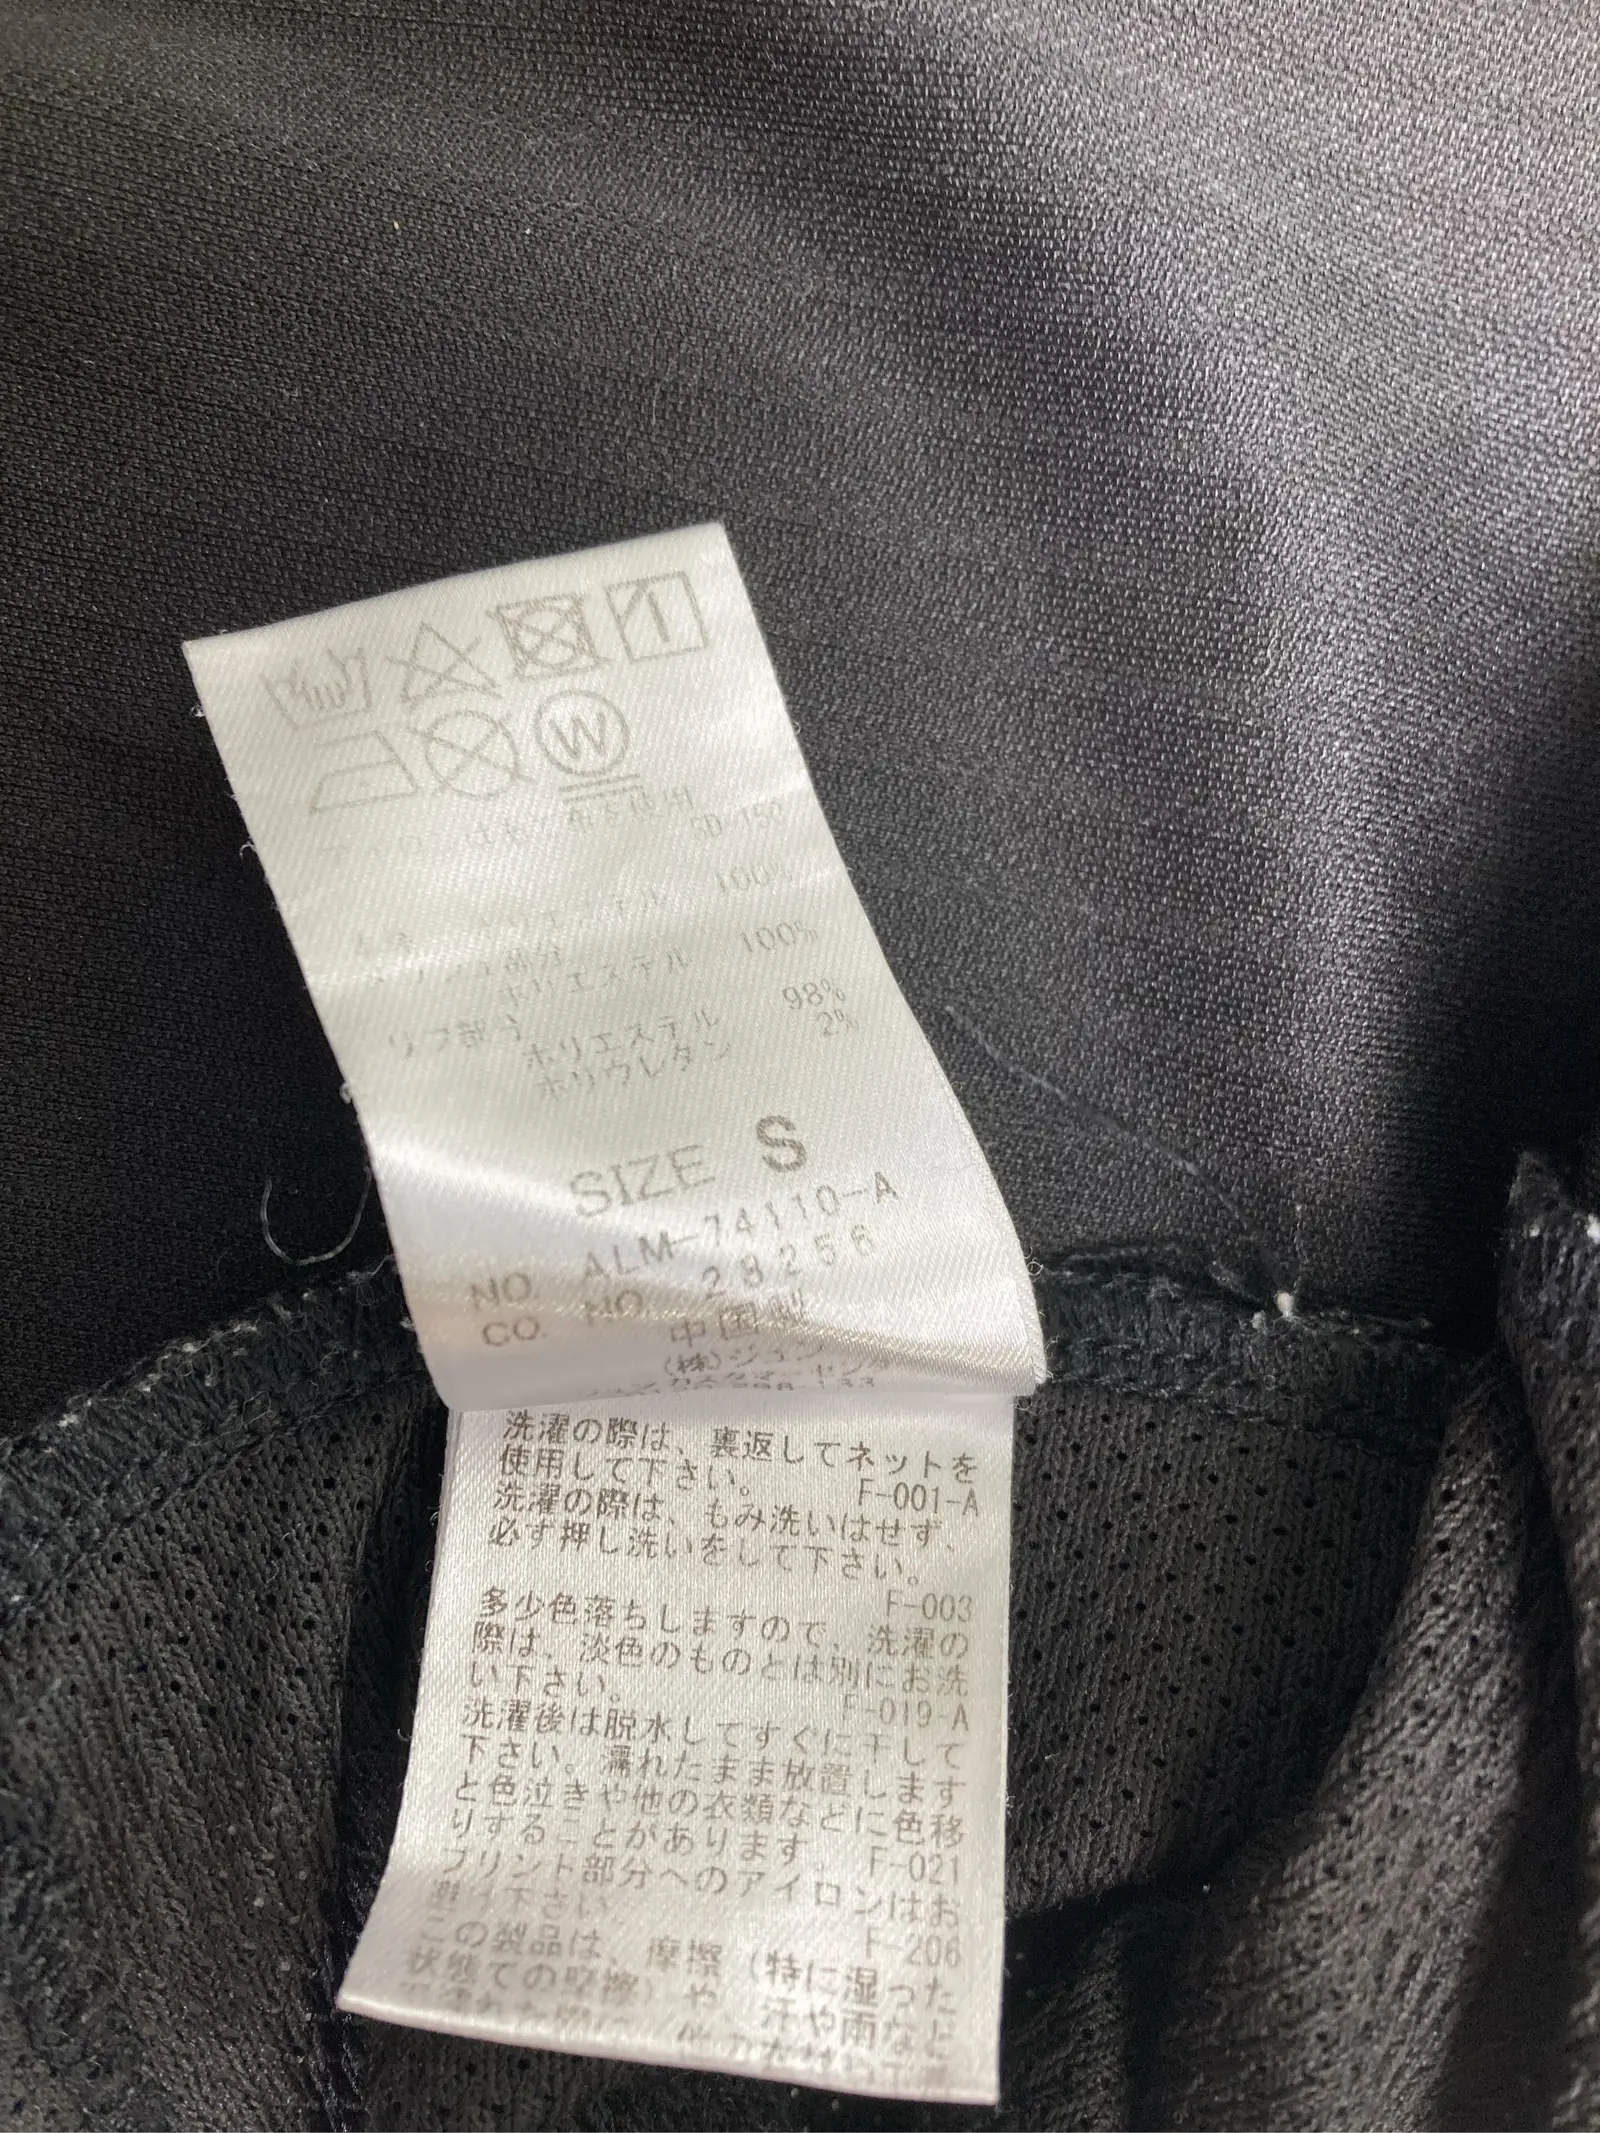 W
100%
ポリエステル 100%
リブ部分
ポリエステル 98%
ポリウレタン 2%
SIZE S
NO. ALM-74110-A
CO. NO. 28256
中国製
洗濯の際は、裏返してネットを
使用して下さい。 F-001-A
洗濯の際は、もみ洗いはせず、
必ず押し洗いをして下さい。
F-003
多少色落ちしますので、洗濯の
際は、淡色のものとは別にお洗
い下さい。 F-019-A
洗濯後は脱水してすぐに干して
下さい。濡れたまま放置します
と色泣きや他の衣類などに色移
りすることがあります。 F-021
プリント部分へのアイロンはお
下さい。 F-206
この製品は、摩擦（特に湿った
状態での摩擦）や、汗や雨など